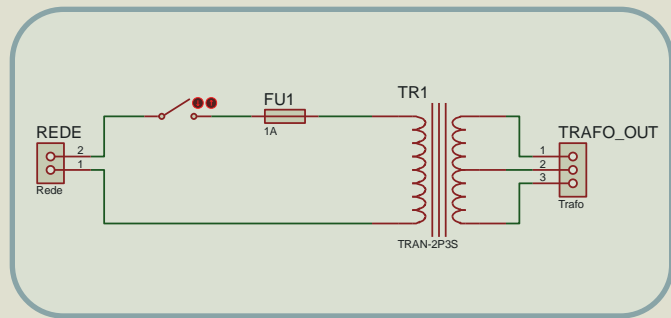 REDE
2
1
Rede
FU1
1A
TR1
TRAN-2P3S
TRAFO_OUT
1
2
3
Trafo